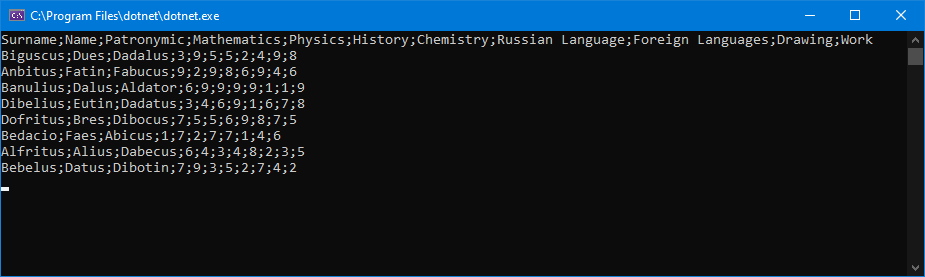 C:\Program Files\dotnet\dotnet.exe
Surname;Name;Patronymic;Mathematics;Physics;History;Chemistry;Russian Language;Foreign Languages;Drawing;Work
Biguscus;Dues;Dadalus;3;9;5;5;2;4;9;8
Anbitus;Fatin;Fabucus;9;2;9;8;6;9;4;6
Banulius;Dalus;Aldator;6;9;9;9;9;1;1;9
Dibelius;Eutin;Dadatus;3;4;6;9;1;6;7;8
Dofritus;Bres;Dibocus;7;5;5;6;9;8;7;5
Bedacio;Faes;Abicus;1;7;2;7;7;1;4;6
Alfritus;Alius;Dabecus;6;4;3;4;8;2;3;5
Bebelus;Datus;Dibotin;7;9;3;5;2;7;4;2